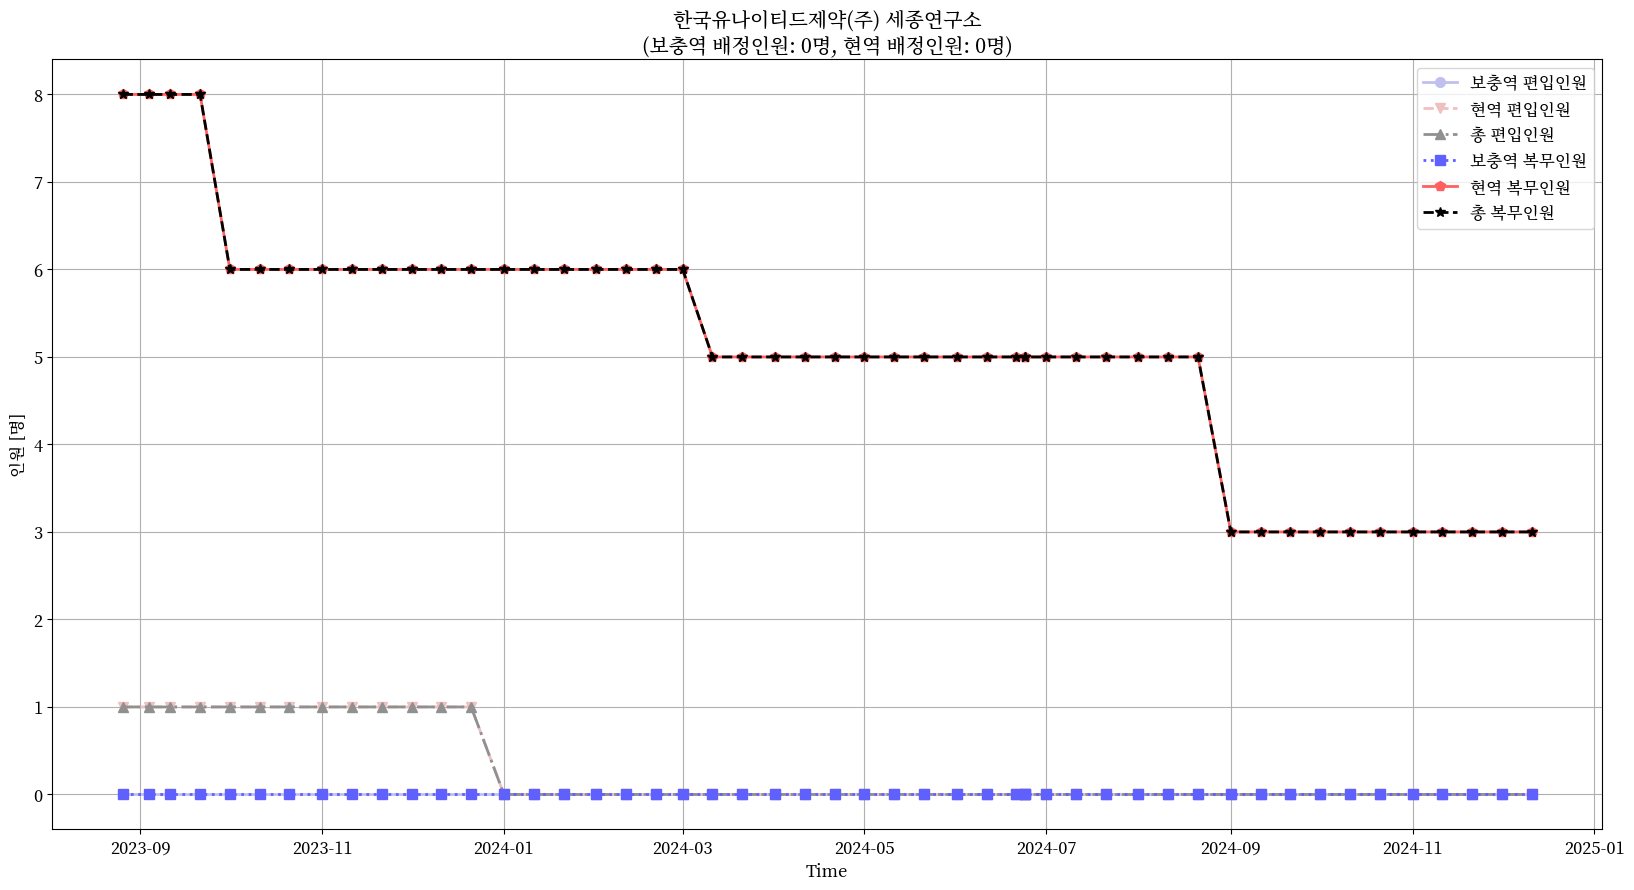 한국유나이티드제약(주) 세종연구소
(보충역 배정인원: 0명, 현역 배정인원: 0명)
보충역 편입인원
현역 편입인원
총 편입인원
보충역 복무인원
현역 복무인원
총 복무인원
인원 [명]
8
7
6
5
4
3
2
1
0
2023-09
2023-11
2024-01
2024-03
2024-05
2024-07
2024-09
2024-11
2025-01
Time